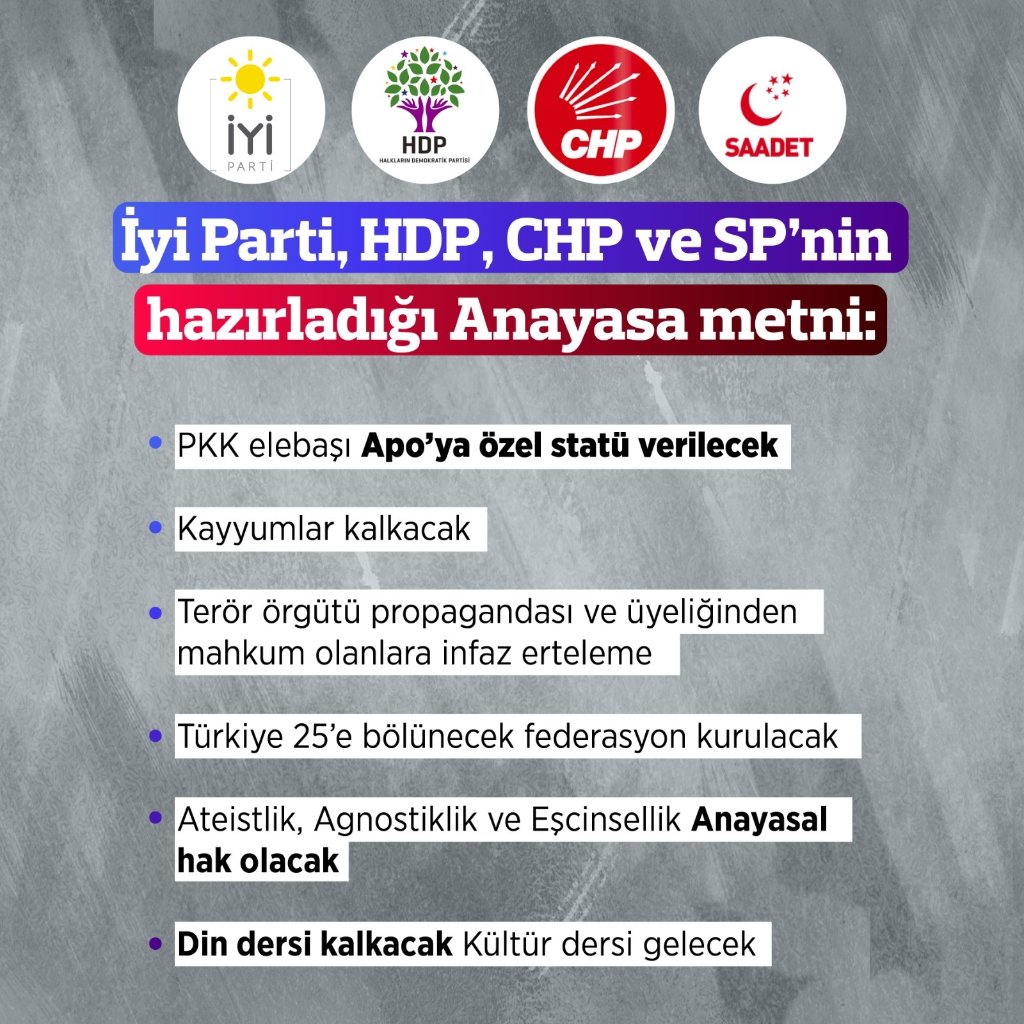 İYİ
PARTİ
HDP
HALKLARIN DEMOKRATİK PARTİSİ
CHP
SAADET
İyi Parti, HDP, CHP ve SP’nin
hazırladığı Anayasa metni:
• PKK elebaşı Apo’ya özel statü verilecek
• Kayyumlar kalkacak
• Terör örgütü propagandası ve üyeliğinden
mahkum olanlara infaz erteleme
• Türkiye 25’e bölünecek federasyon kurulacak
• Ateistlik, Agnostiklik ve Eşcinsellik Anayasal
hak olacak
• Din dersi kalkacak Kültür dersi gelecek